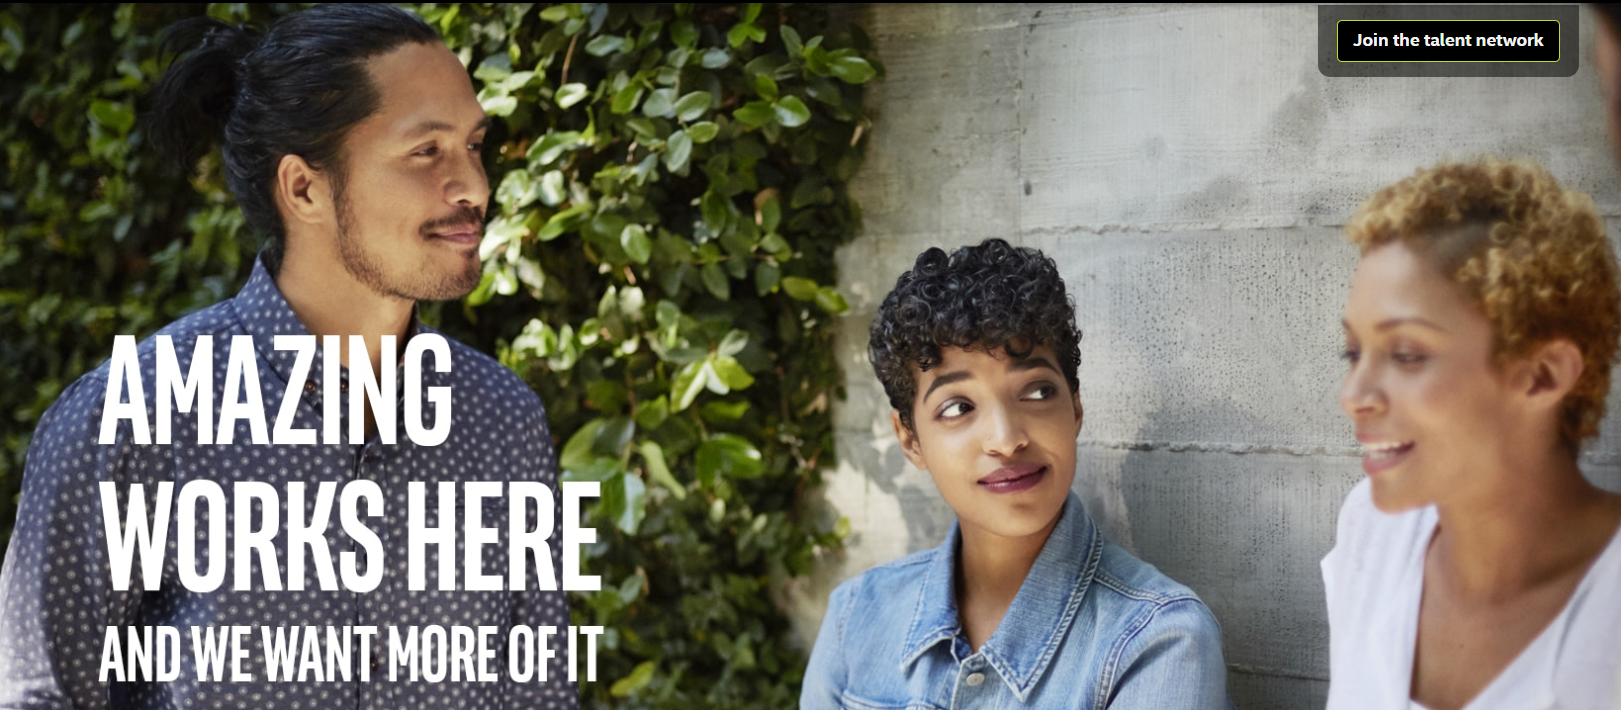 Join the talent network
AMAZING
WORKS HERE
AND WE WANT MORE OF IT